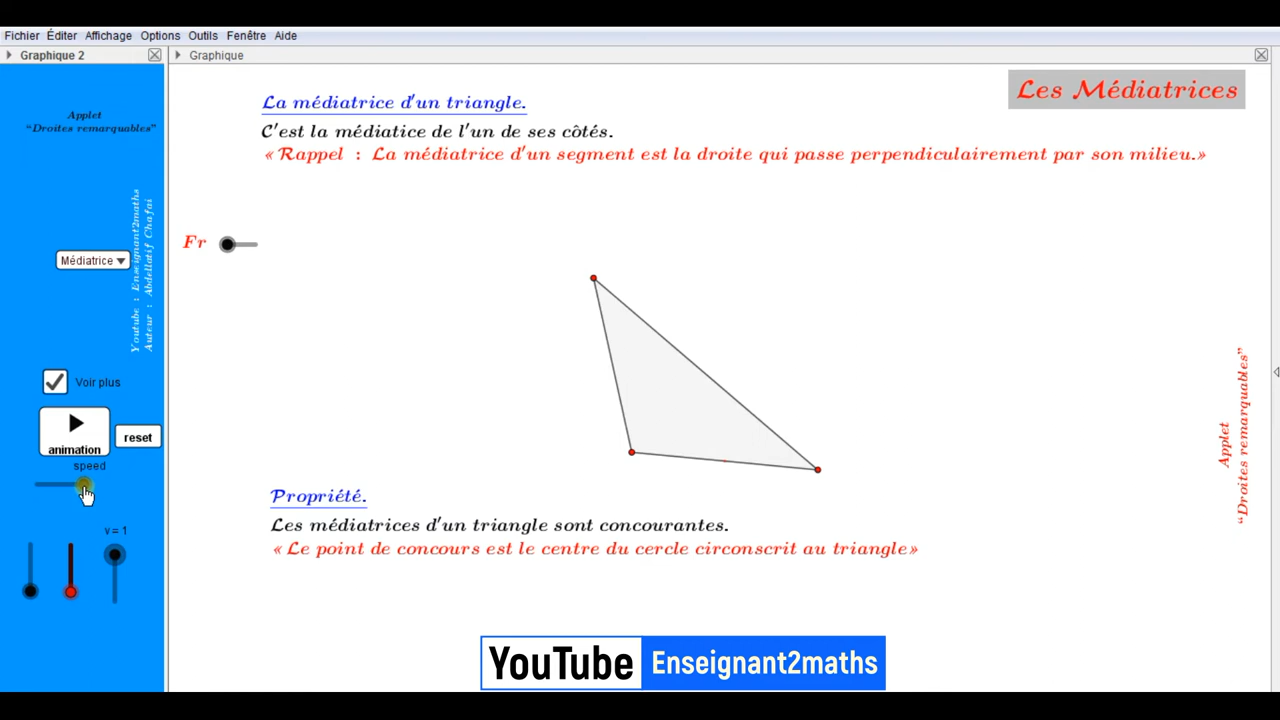 Fichier Éditer Affichage Options Outils Fenêtre Aide
Graphique 2
Graphique
Applet
“Droites remarquables”
Youtube : Enseignant2maths
Auteur : Abdellatif Chafai
Médiatrice
Voir plus
animation
reset
speed
v = 1
Les Médiatrices
La médiatrice d'un triangle.
C'est la médiatice de l'un de ses côtés.
« Rappel : La médiatrice d'un segment est la droite qui passe perpendiculairement par son milieu.»
Fr
Propriété.
Les médiatrices d'un triangle sont concourantes.
« Le point de concours est le centre du cercle circonscrit au triangle»
Applet
“Droites remarquables”
YouTube Enseignant2maths